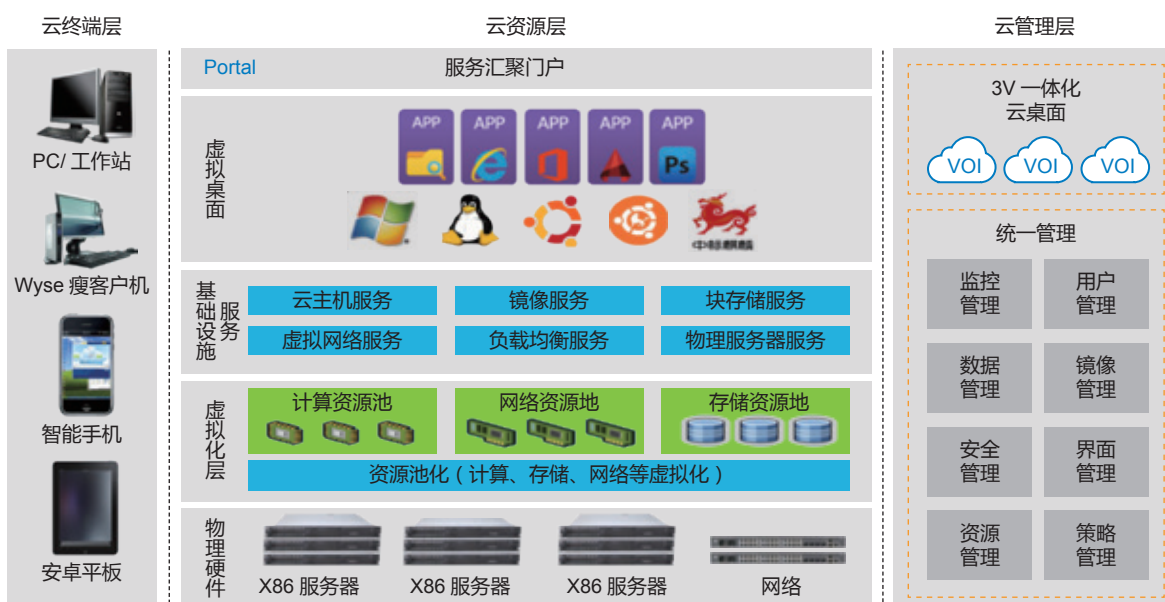 云终端层
PC/ 工作站
Wyse 瘦客户机
智能手机
安卓平板
云资源层
Portal
服务汇聚门户
虚拟桌面
APP
APP
APP
APP
APP
Ps
基础设施
服务
云主机服务
镜像服务
块存储服务
虚拟网络服务
负载均衡服务
物理服务器服务
虚拟化层
计算资源池
网络资源地
存储资源地
资源池化（计算、存储、网络等虚拟化）
物理硬件
X86 服务器
X86 服务器
X86 服务器
网络
云管理层
3V 一体化
云桌面
VOI
VOI
VOI
统一管理
监控
管理
用户
管理
数据
管理
镜像
管理
安全
管理
界面
管理
资源
管理
策略
管理